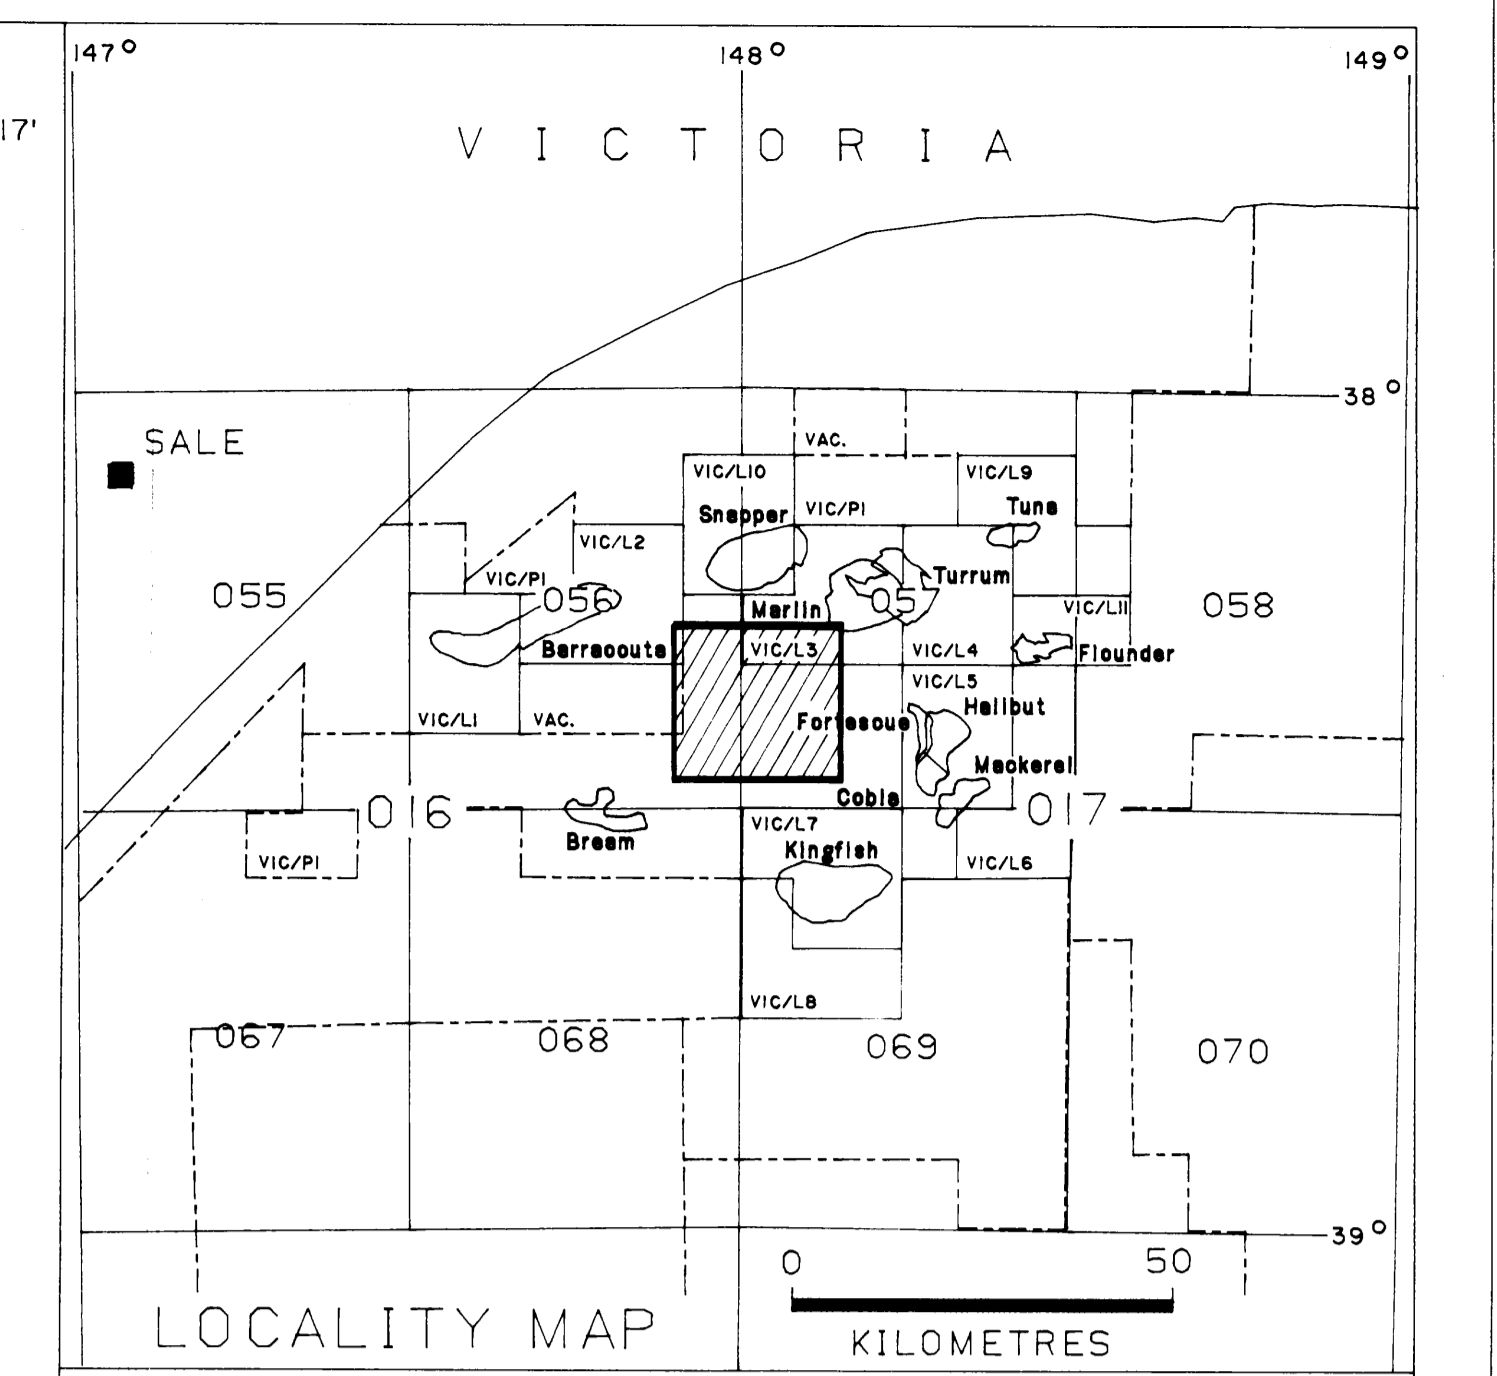 147° 148° 149°
17'
VICTORIA
38°
SALE
VAC.
VIC/L10 VIC/L9
Snapper VIC/P1 Tuna
VIC/L2
VIC/P1 Turrum
055 056 05 058
Marlin VIC/L11
Barracouta VIC/L3 VIC/L4 Flounder
VIC/L5
VIC/L1 VAC. Fortescue Halibut
Mackerel
Cobia
016 017
Bream VIC/L7
VIC/P1 Kingfish VIC/L6
VIC/L8
067 068 069 070
39°
0 50
LOCALITY MAP
KILOMETRES